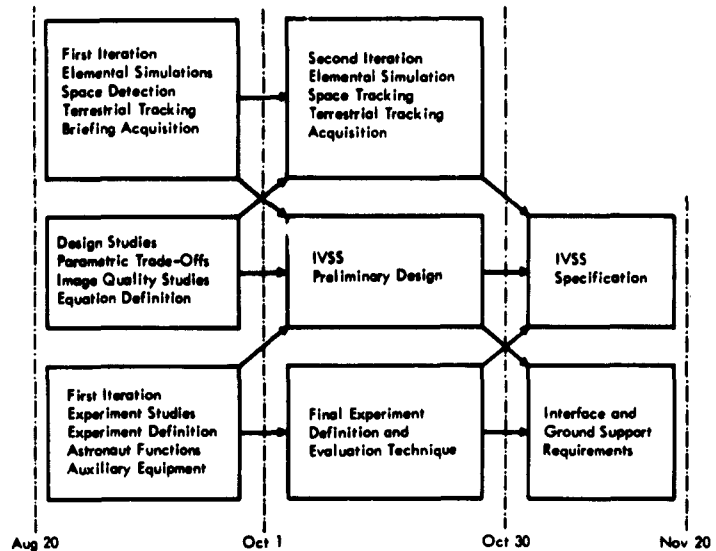 First Iteration
Elemental Simulations
Space Detection
Terrestrial Tracking
Briefing Acquisition
Second Iteration
Elemental Simulation
Space Tracking
Terrestrial Tracking
Acquisition
Design Studies
Parametric Trade-Offs
Image Quality Studies
Equation Definition
IVSS
Preliminary Design
IVSS
Specification
First Iteration
Experiment Studies
Experiment Definition
Astronaut Functions
Auxiliary Equipment
Final Experiment
Definition and
Evaluation Technique
Interface and
Ground Support
Requirements
Aug 20
Oct 1
Oct 30
Nov 20